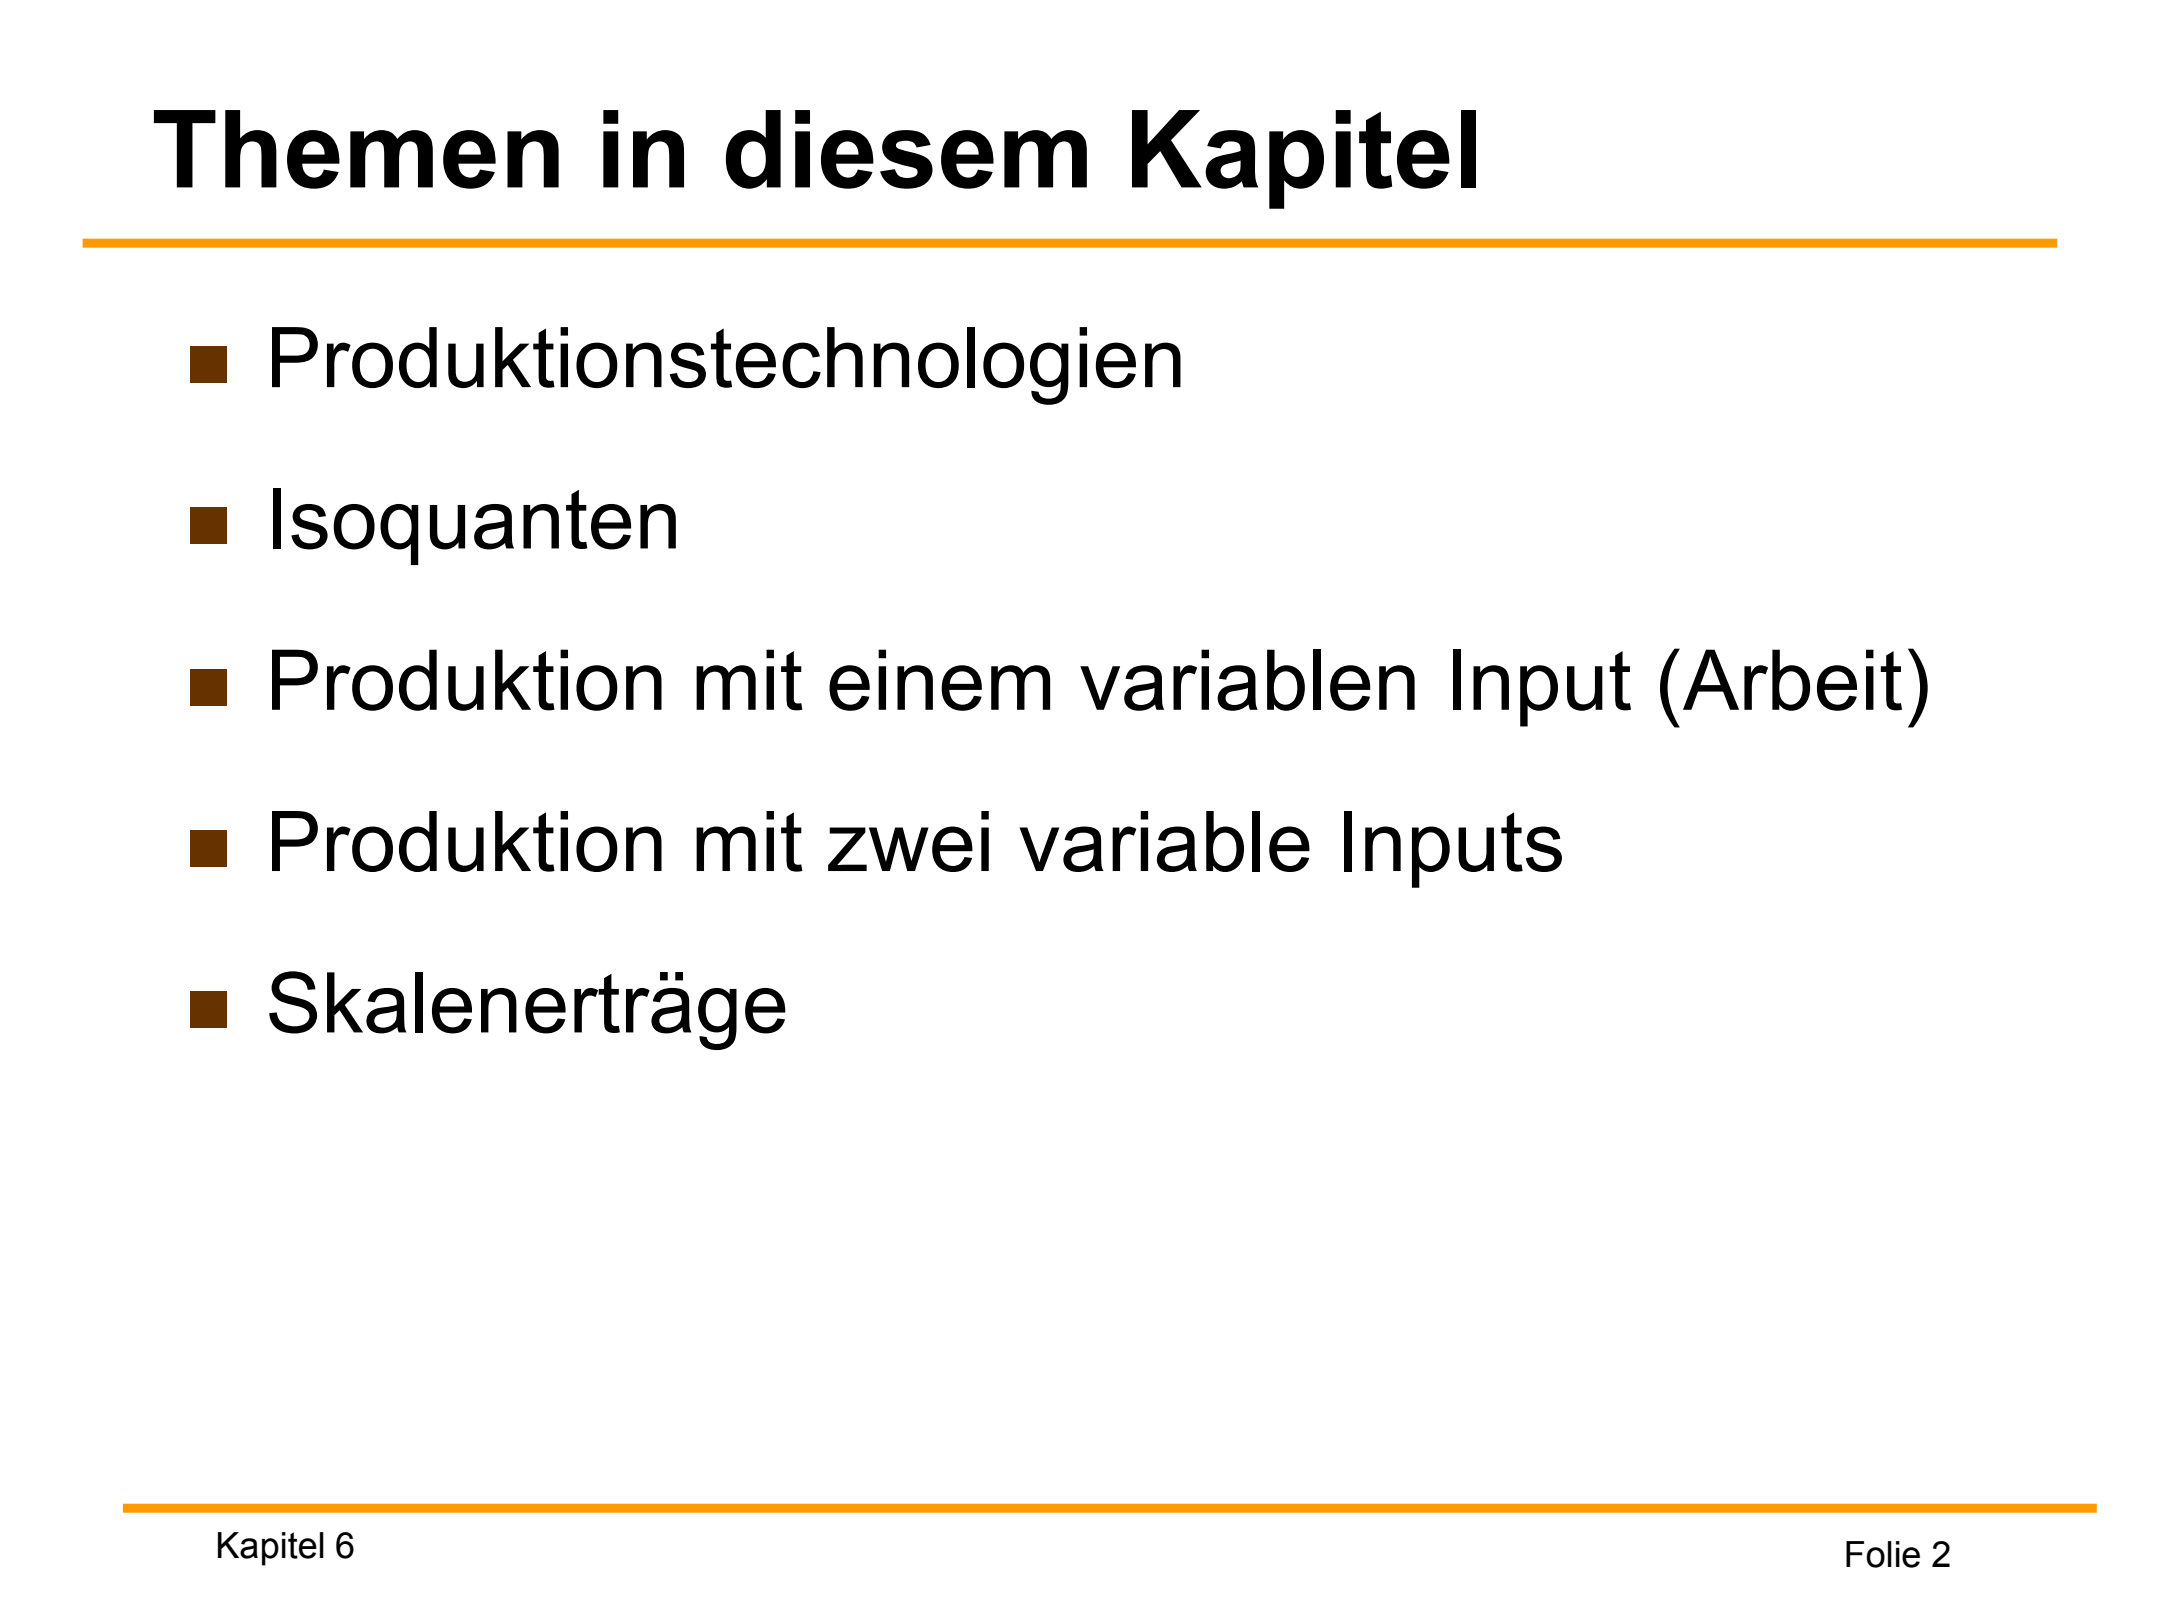 Themen in diesem Kapitel
Produktionstechnologien
Isoquanten
Produktion mit einem variablen Input (Arbeit)
Produktion mit zwei variable Inputs
Skalenerträge
Kapitel 6
Folie 2